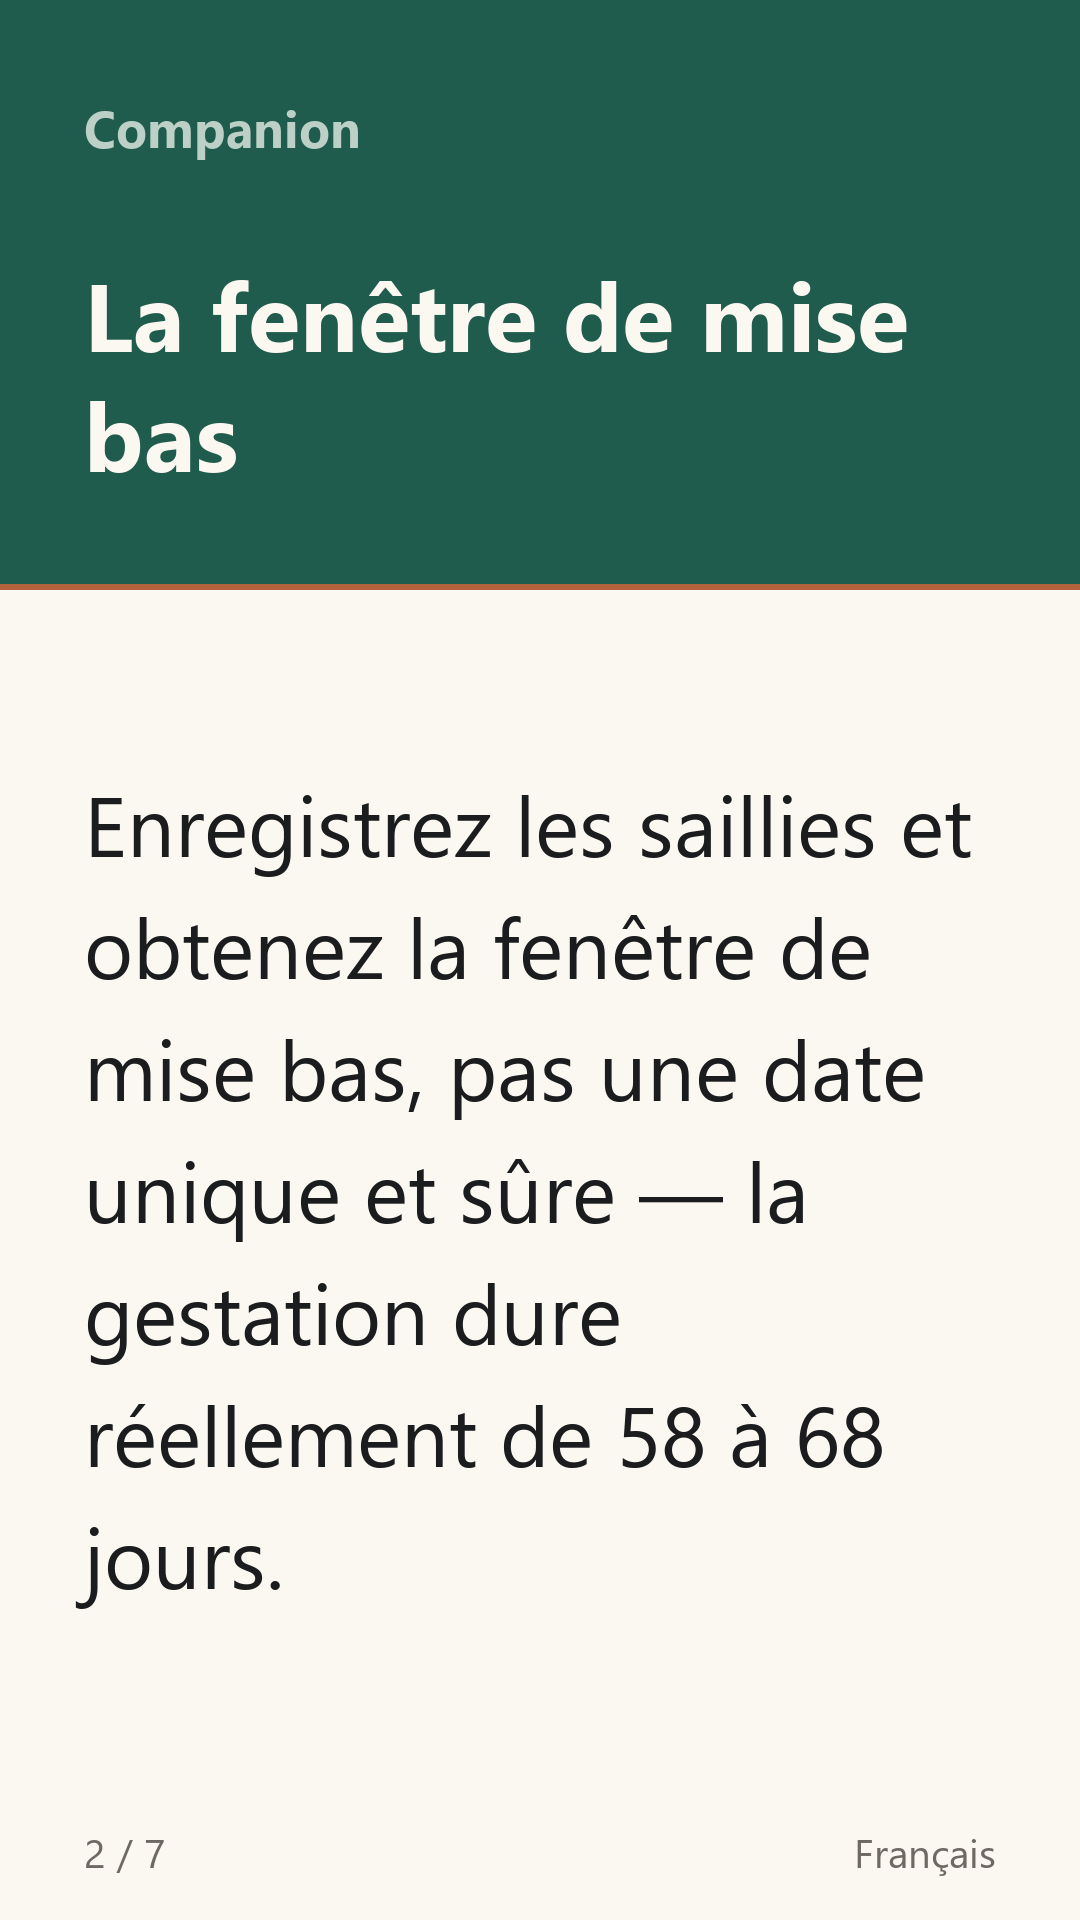 Companion
La fenêtre de mise
bas
Enregistrez les saillies et
obtenez la fenêtre de
mise bas, pas une date
unique et sûre — la
gestation dure
réellement de 58 à 68
jours.
2 / 7
Français